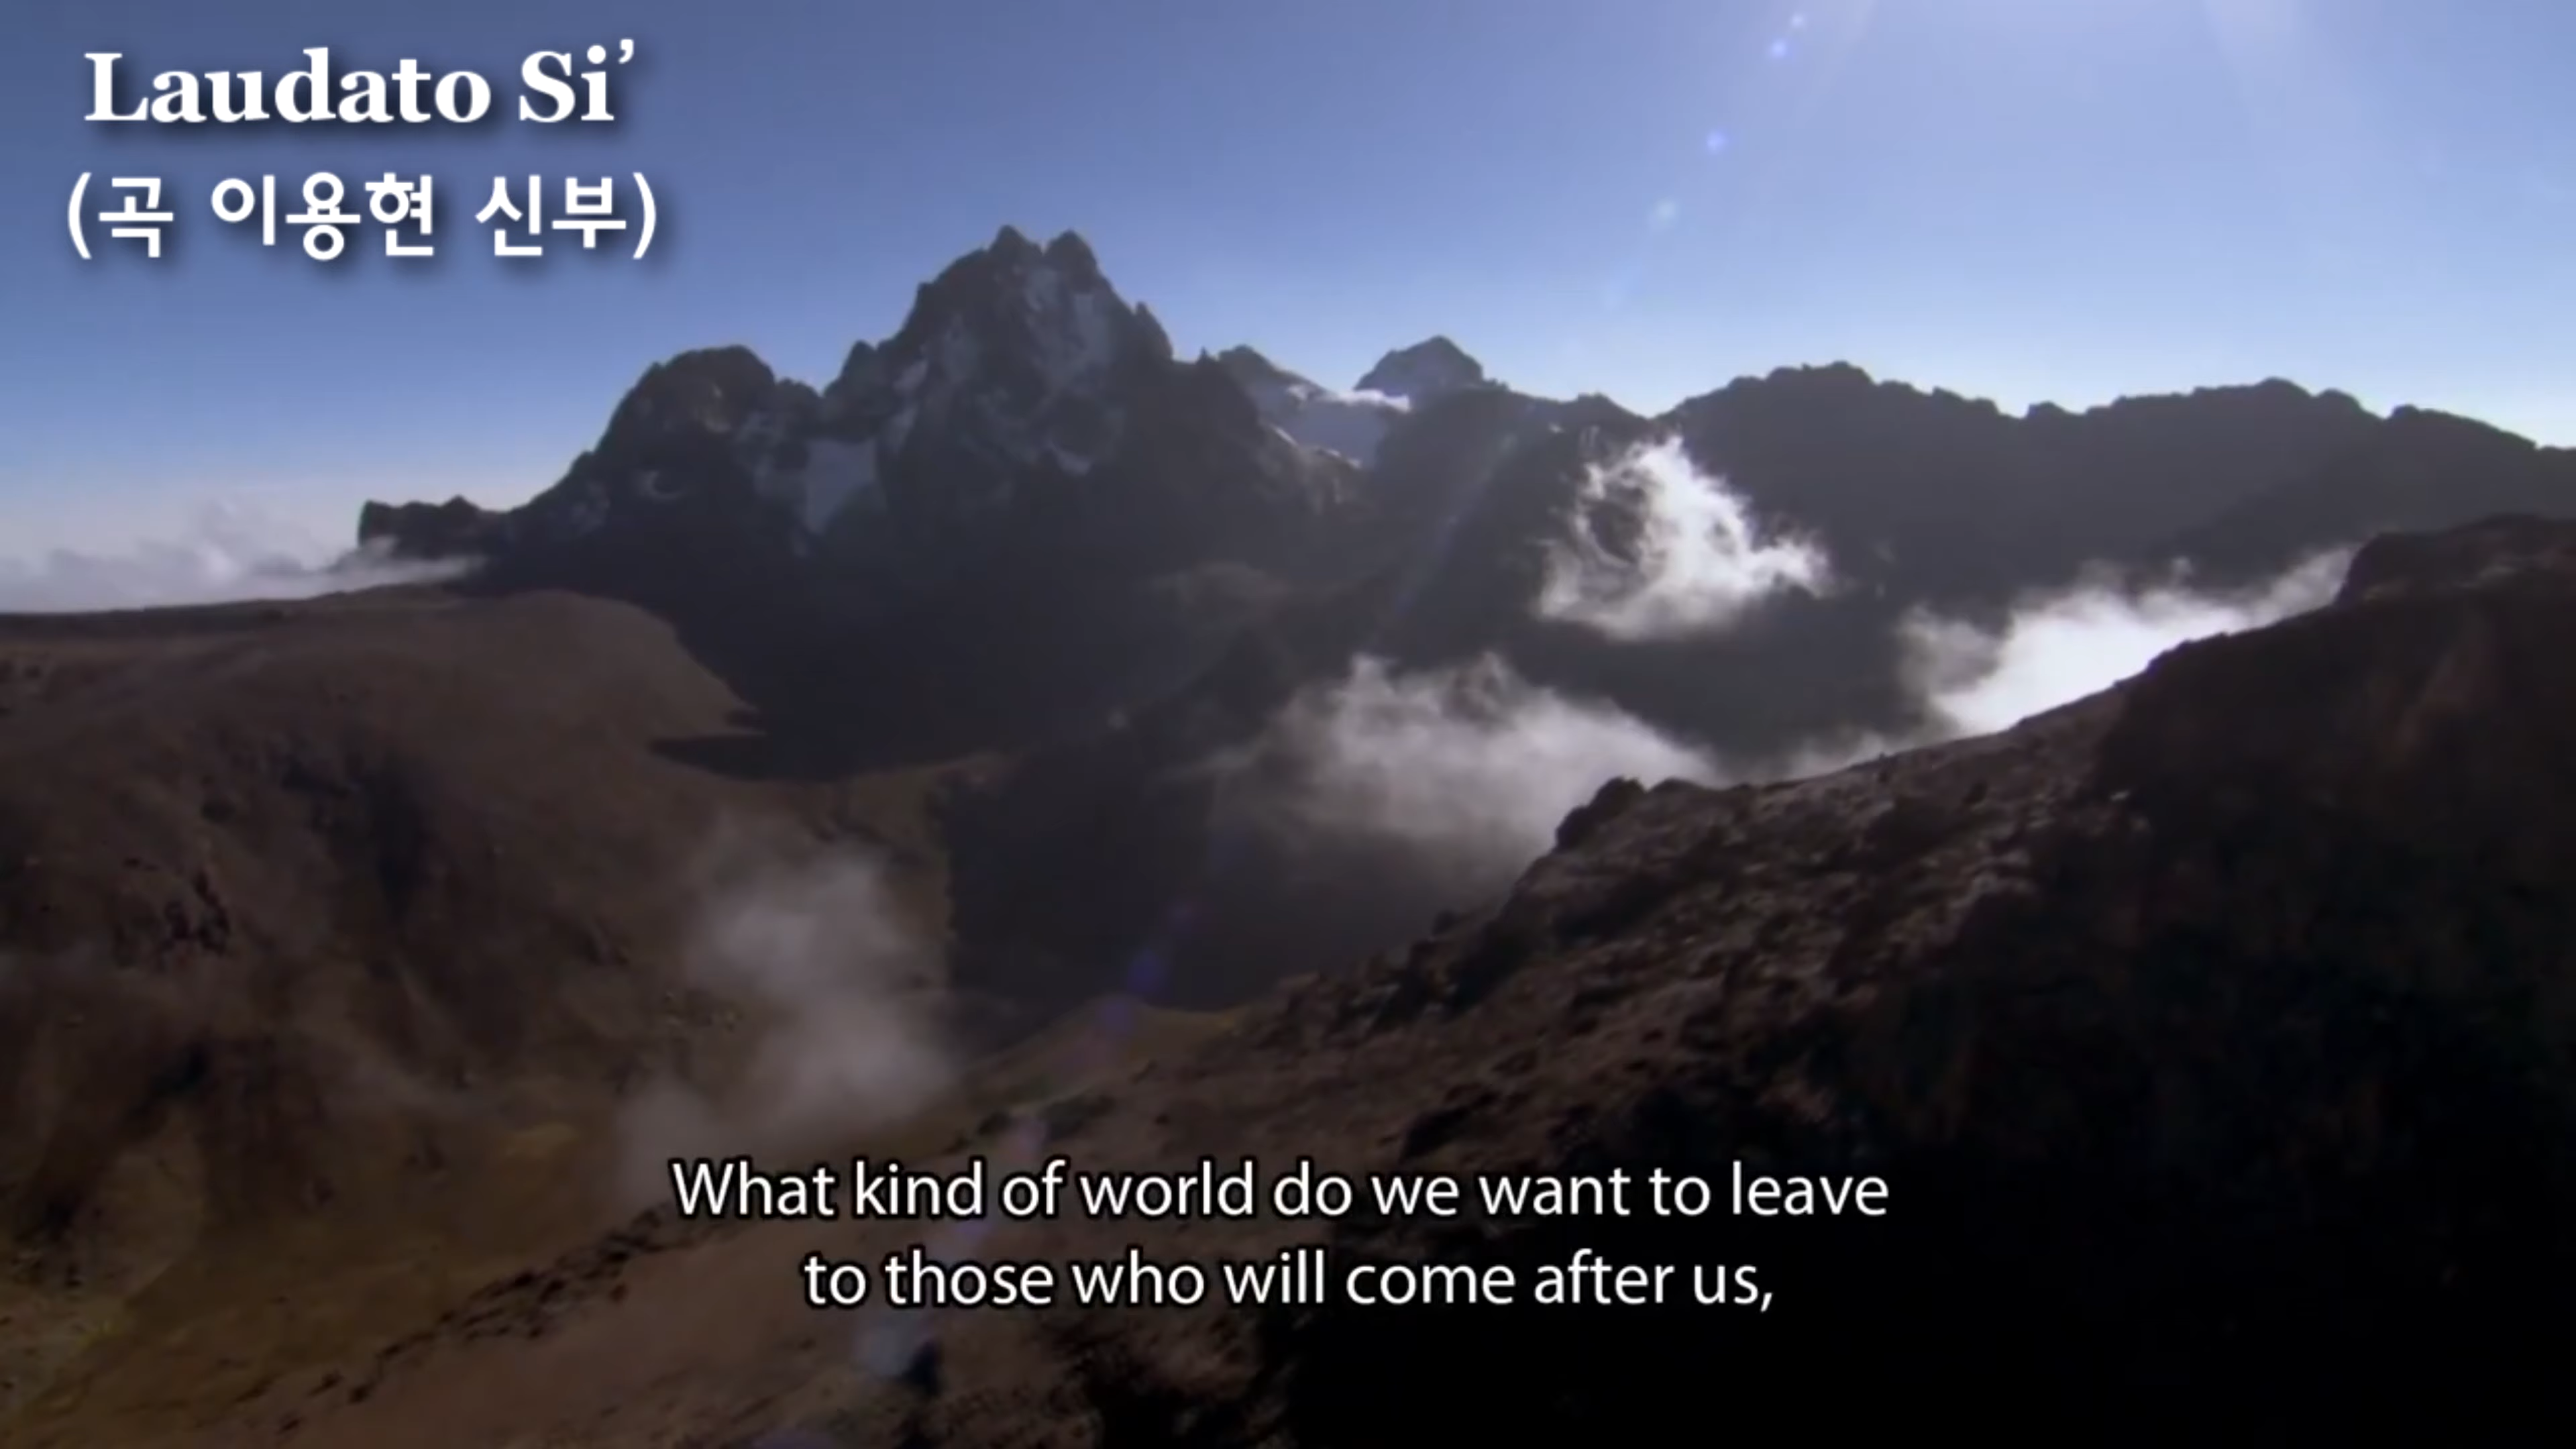 Laudato Si’
(곡 이용현 신부)
What kind of world do we want to leave
to those who will come after us,